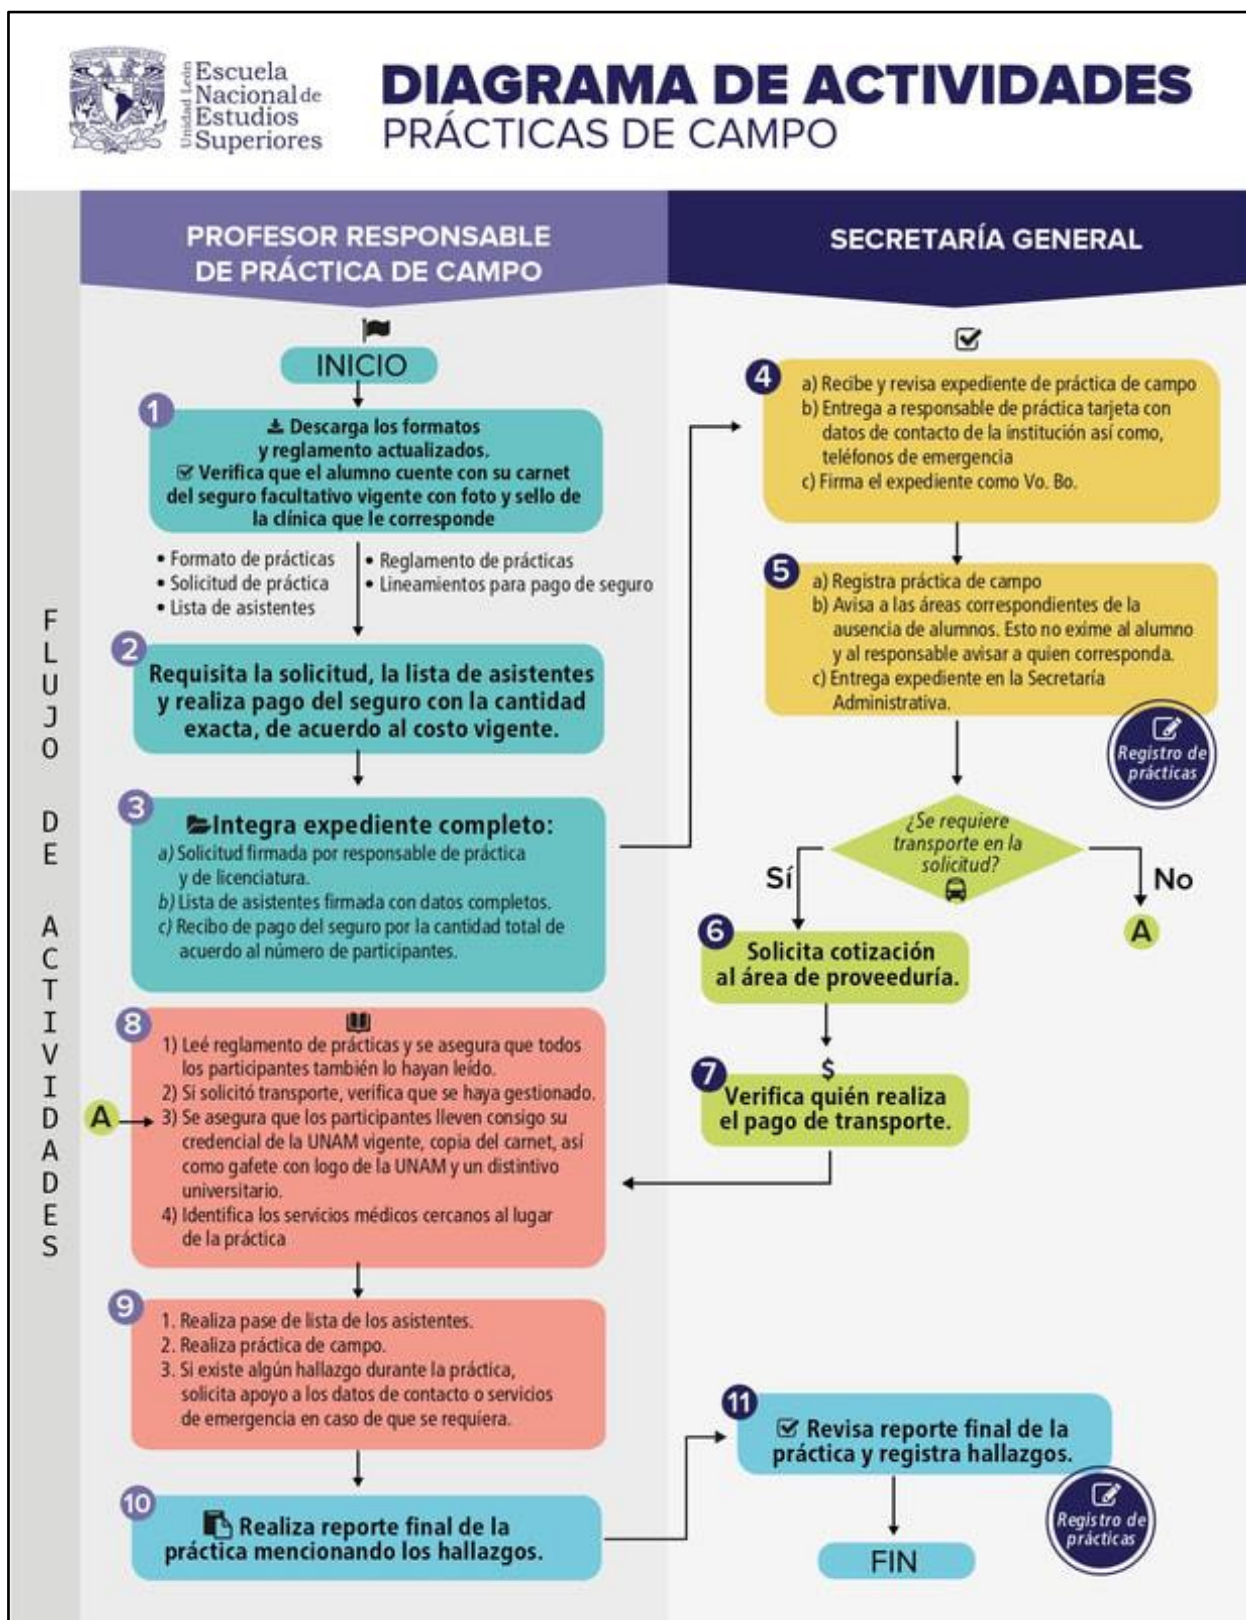 Unidad León
Escuela
Nacional de
Estudios
Superiores
DIAGRAMA DE ACTIVIDADES
PRÁCTICAS DE CAMPO
FLUJO DE ACTIVIDADES
PROFESOR RESPONSABLE
DE PRÁCTICA DE CAMPO
INICIO
1
Descarga los formatos
y reglamento actualizados.
Verifica que el alumno cuente con su carnet
del seguro facultativo vigente con foto y sello de
la clínica que le corresponde
• Formato de prácticas
• Solicitud de práctica
• Lista de asistentes
• Reglamento de prácticas
• Lineamientos para pago de seguro
2
Requisita la solicitud, la lista de asistentes
y realiza pago del seguro con la cantidad
exacta, de acuerdo al costo vigente.
3
Integra expediente completo:
a) Solicitud firmada por responsable de práctica
y de licenciatura.
b) Lista de asistentes firmada con datos completos.
c) Recibo de pago del seguro por la cantidad total de
acuerdo al número de participantes.
SECRETARÍA GENERAL
4
a) Recibe y revisa expediente de práctica de campo
b) Entrega a responsable de práctica tarjeta con
datos de contacto de la institución así como,
teléfonos de emergencia
c) Firma el expediente como Vo. Bo.
5
a) Registra práctica de campo
b) Avisa a las áreas correspondientes de la
ausencia de alumnos. Esto no exime al alumno
y al responsable avisar a quien corresponda.
c) Entrega expediente en la Secretaría
Administrativa.
Registro de
prácticas
¿Se requiere
transporte en la
solicitud?
Sí
No
A
6
Solicita cotización
al área de proveeduría.
7
$
Verifica quién realiza
el pago de transporte.
A
8
1) Leé reglamento de prácticas y se asegura que todos
los participantes también lo hayan leído.
2) Si solicitó transporte, verifica que se haya gestionado.
3) Se asegura que los participantes lleven consigo su
credencial de la UNAM vigente, copia del carnet, así
como gafete con logo de la UNAM y un distintivo
universitario.
4) Identifica los servicios médicos cercanos al lugar
de la práctica
9
1. Realiza pase de lista de los asistentes.
2. Realiza práctica de campo.
3. Si existe algún hallazgo durante la práctica,
solicita apoyo a los datos de contacto o servicios
de emergencia en caso de que se requiera.
10
Realiza reporte final de la
práctica mencionando los hallazgos.
11
Revisa reporte final de la
práctica y registra hallazgos.
Registro de
prácticas
FIN